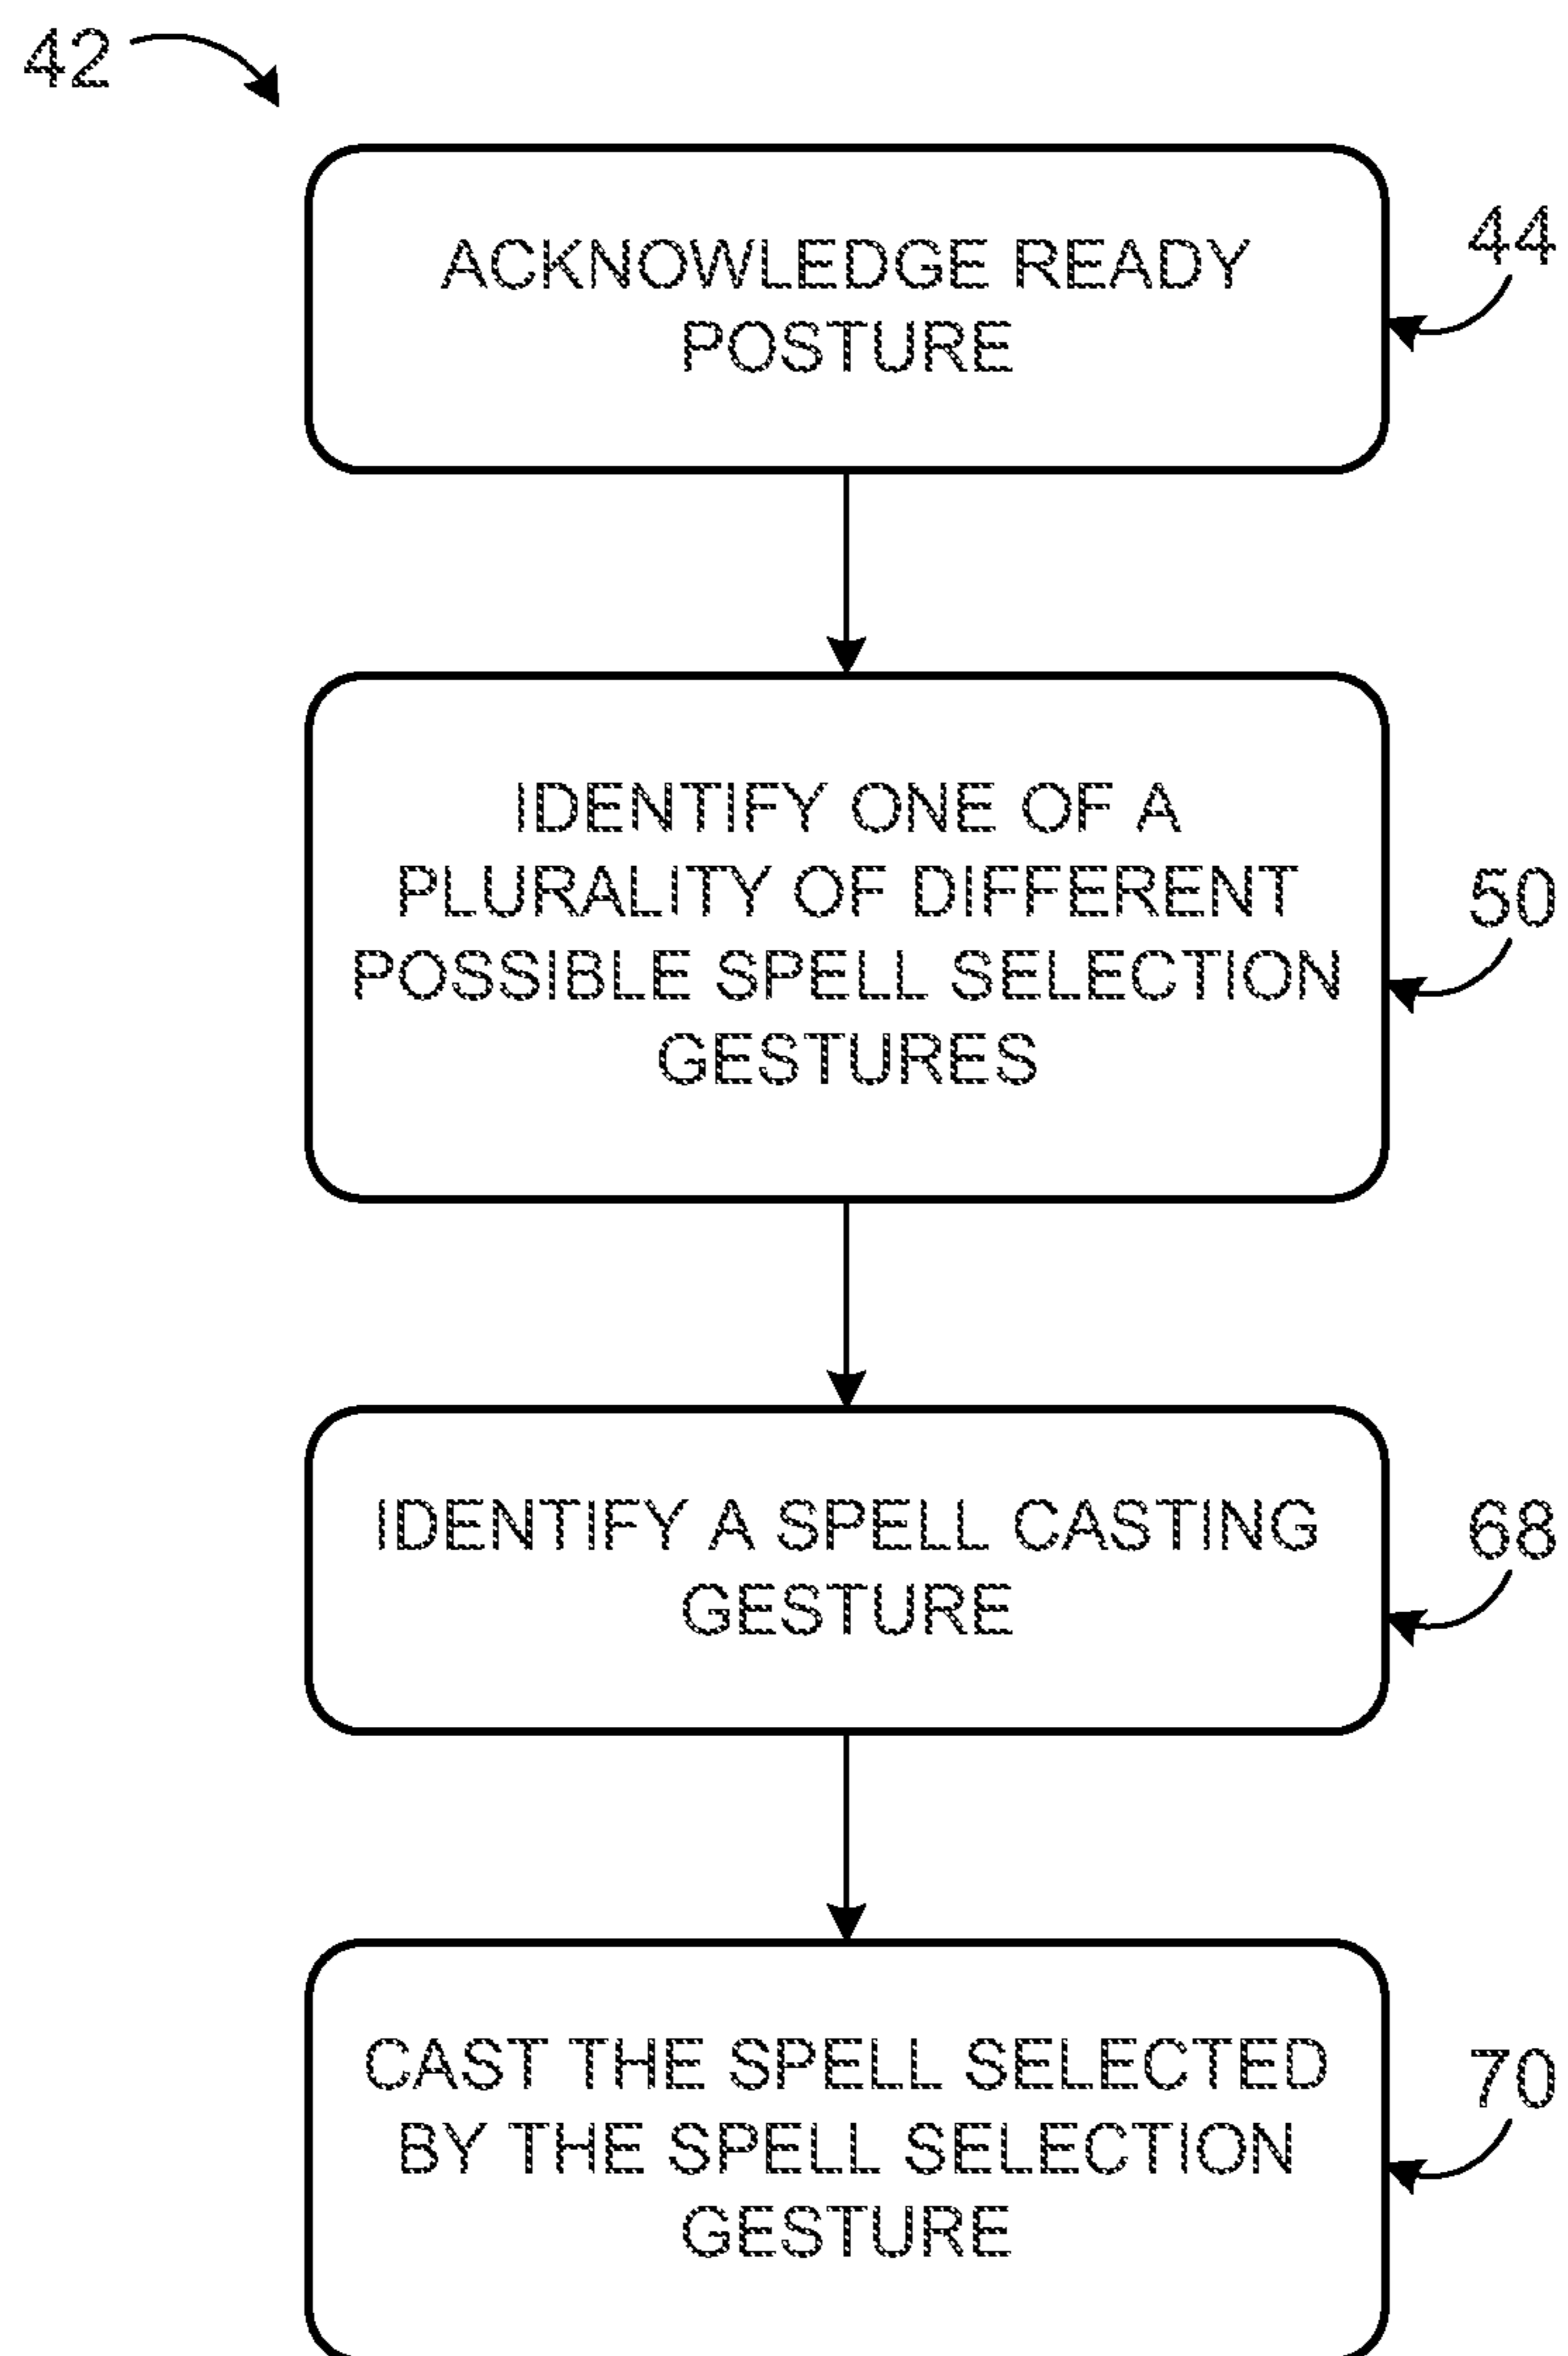 42
ACKNOWLEDGE READY
POSTURE
44
IDENTIFY ONE OF A
PLURALITY OF DIFFERENT
POSSIBLE SPELL SELECTION
GESTURES
50
IDENTIFY A SPELL CASTING
GESTURE
68
CAST THE SPELL SELECTED
BY THE SPELL SELECTION
GESTURE
70